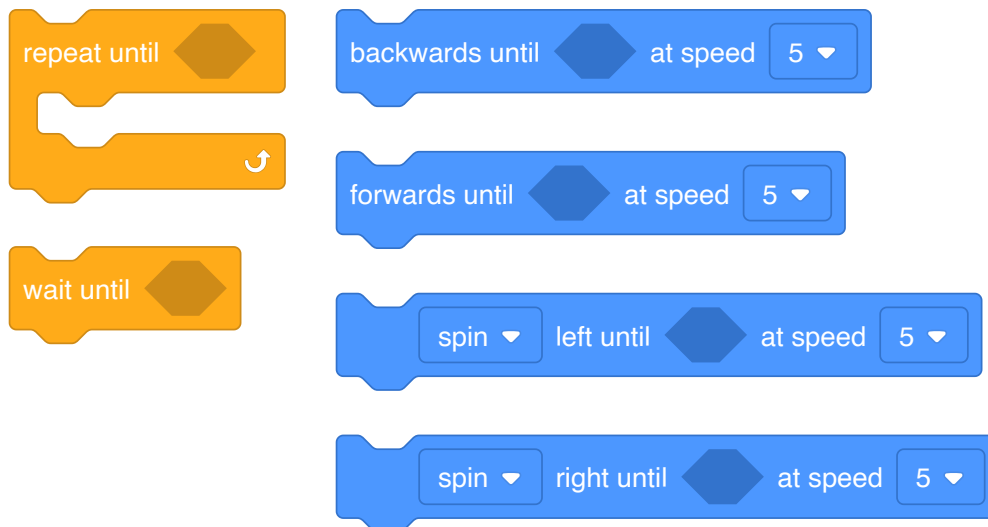 repeat until
wait until
backwards until at speed 5
forwards until at speed 5
spin left until at speed 5
spin right until at speed 5